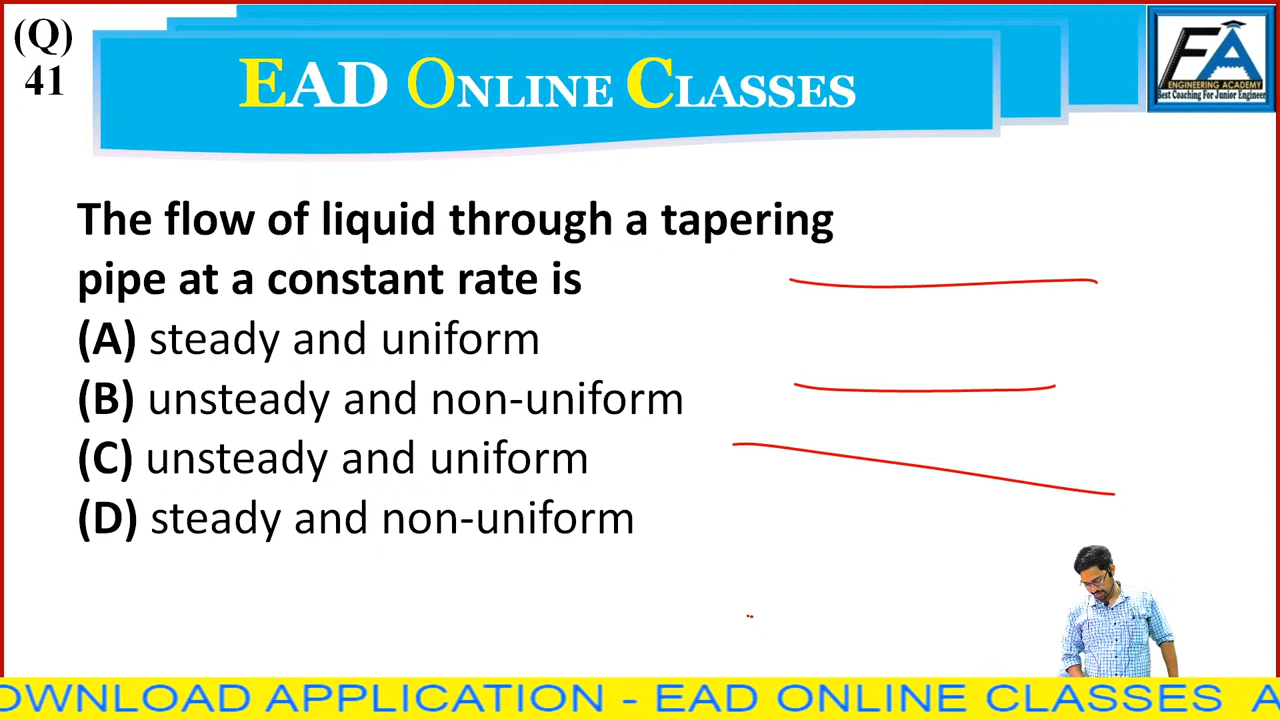 (Q)
41
EAD ONLINE CLASSES
EA
ENGINEERING ACADEMY
Best Coaching For Junior Engineer
The flow of liquid through a tapering
pipe at a constant rate is
(A) steady and uniform
(B) unsteady and non-uniform
(C) unsteady and uniform
(D) steady and non-uniform
OWNLOAD APPLICATION - EAD ONLINE CLASSES A